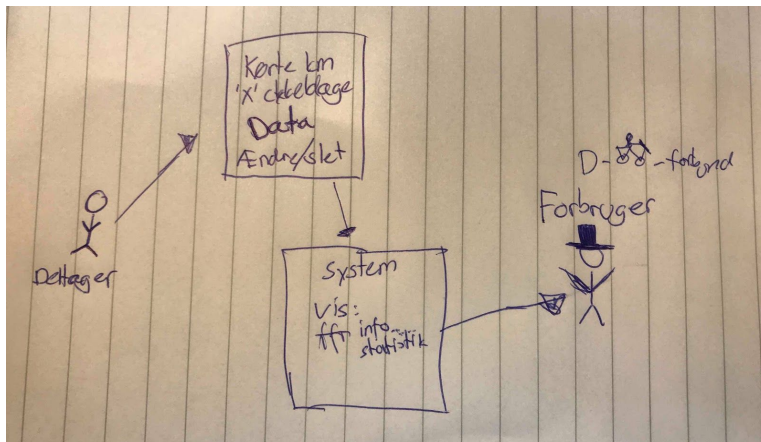 Kørte km
'X' cykeldage
Data
Ændre/slet
Deltager
System
Vis:
info...
statistik
D- -forbund
Forbruger